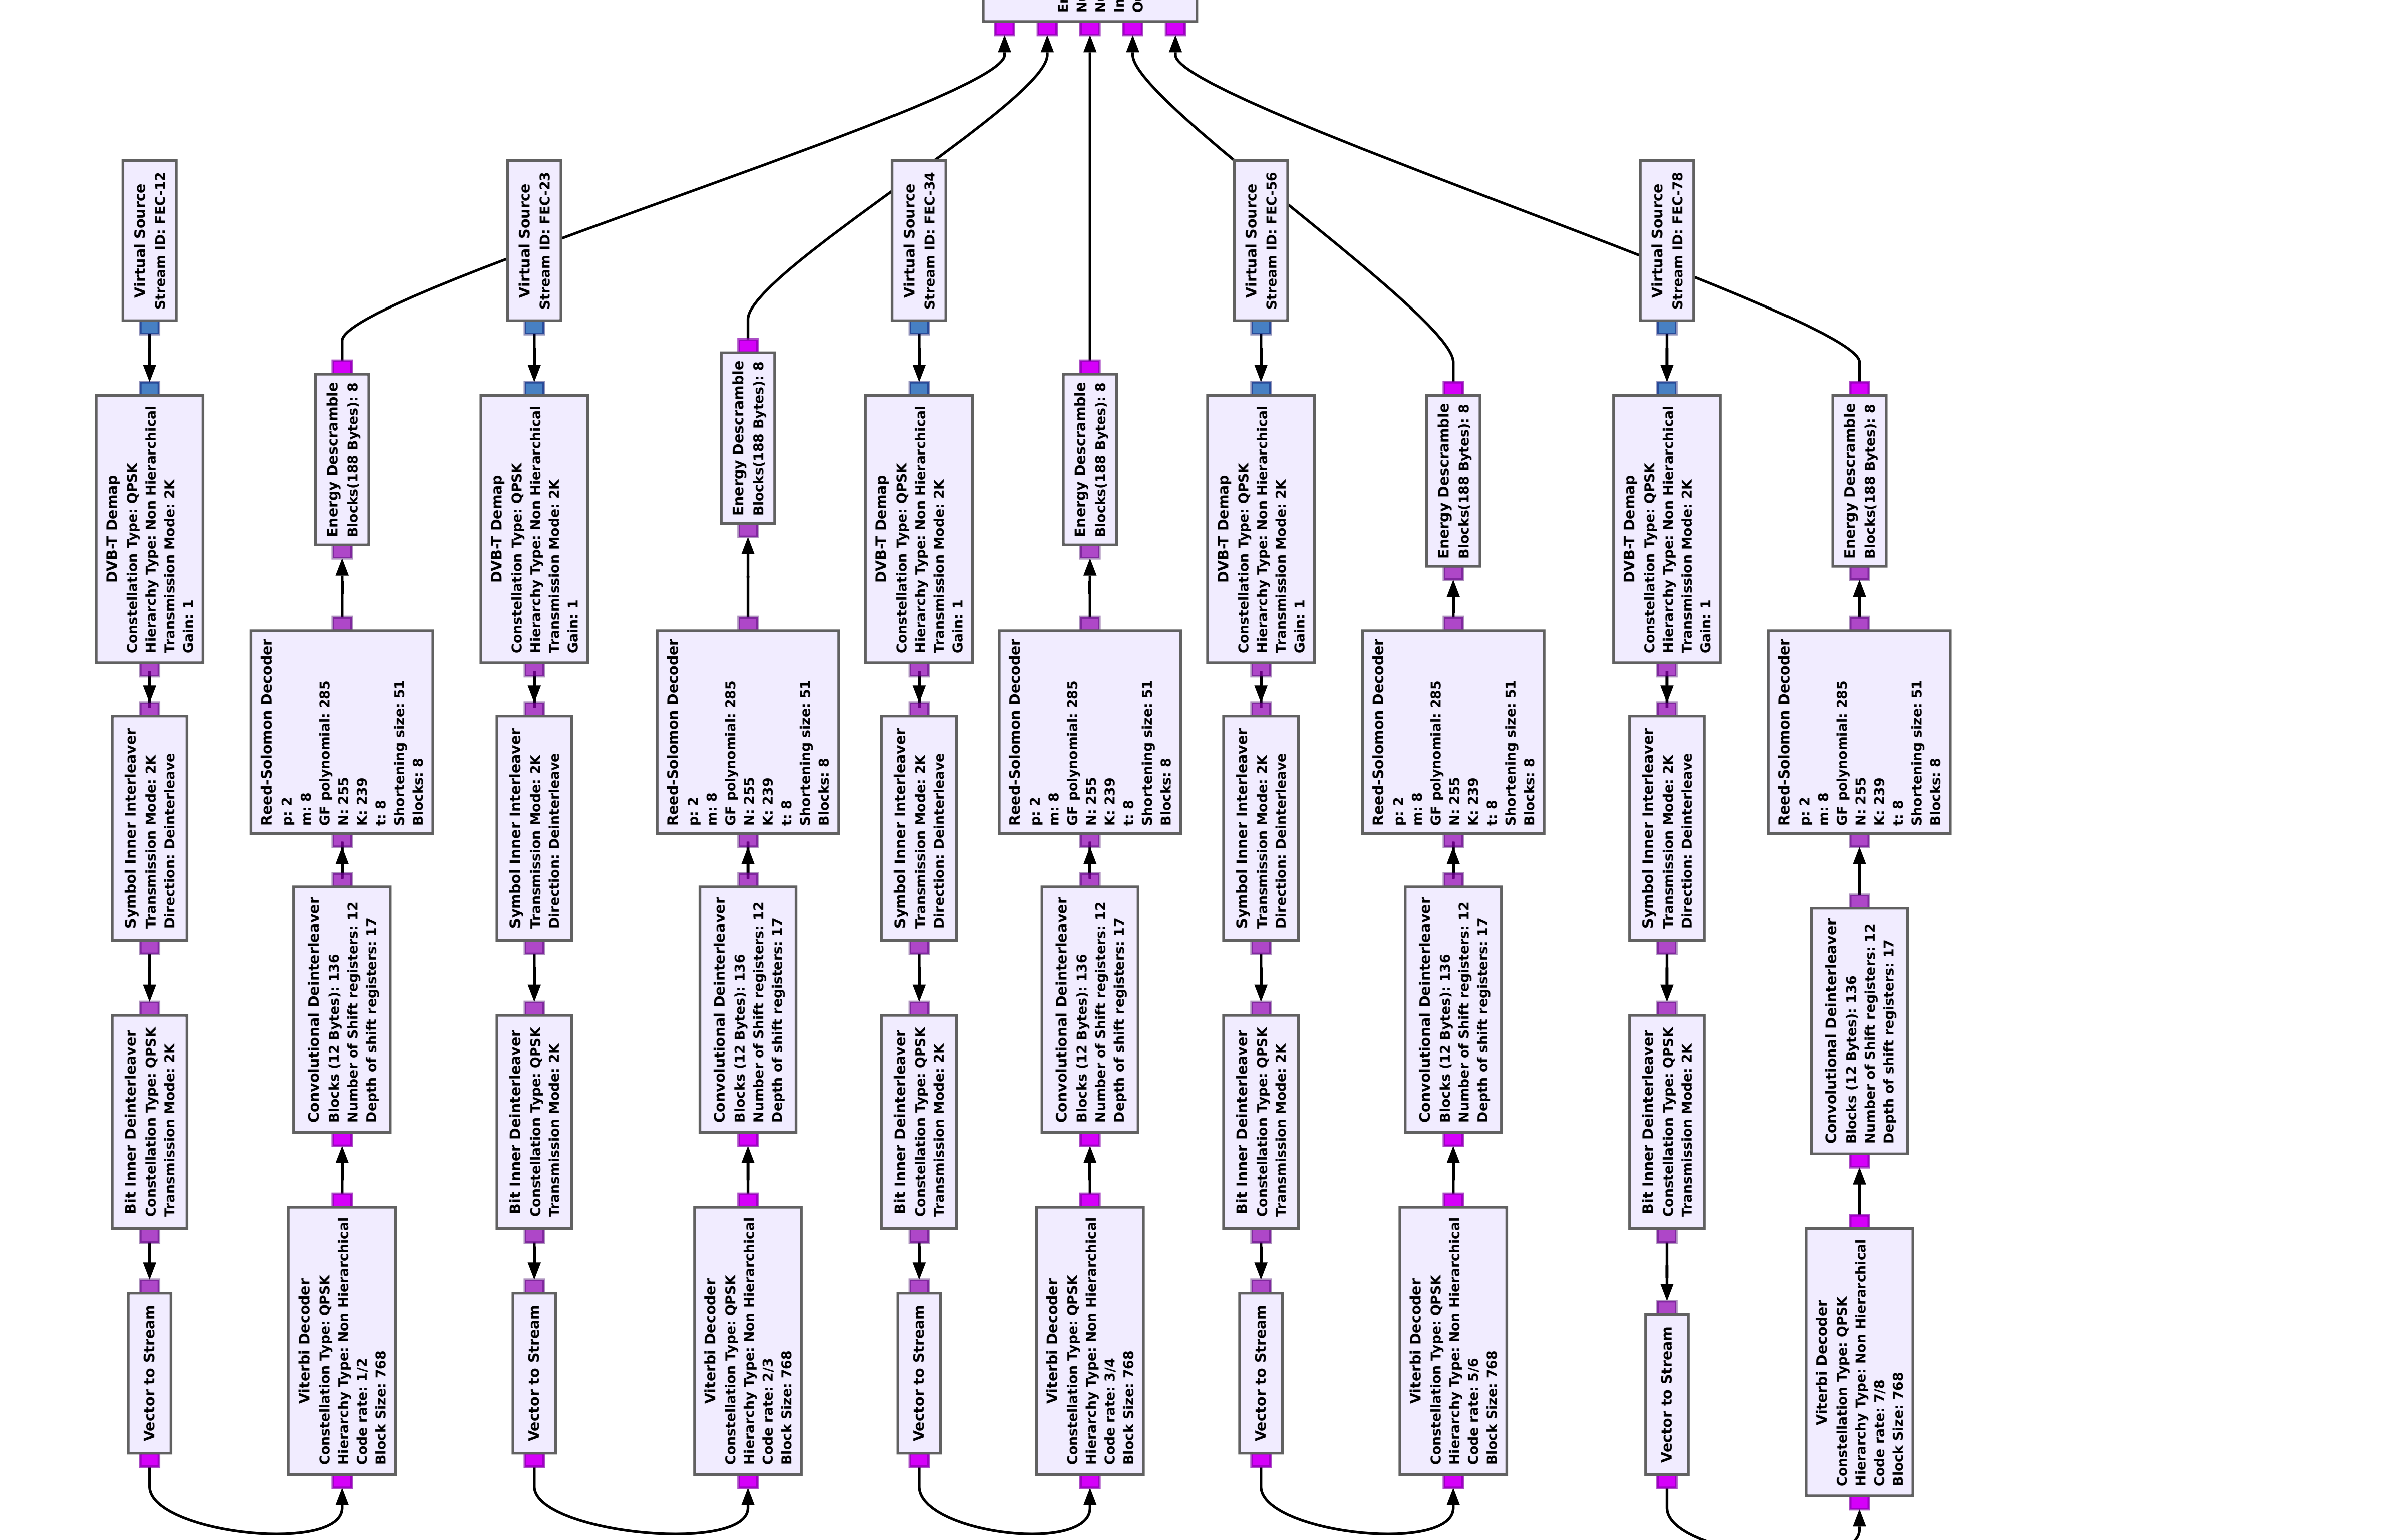 Virtual Source
Stream ID: FEC-12
DVB-T Demap
Constellation Type: QPSK
Hierarchy Type: Non Hierarchical
Transmission Mode: 2K
Gain: 1
Symbol Inner Interleaver
Transmission Mode: 2K
Direction: Deinterleave
Bit Inner Deinterleaver
Constellation Type: QPSK
Transmission Mode: 2K
Vector to Stream
Viterbi Decoder
Constellation Type: QPSK
Hierarchy Type: Non Hierarchical
Code rate: 1/2
Block Size: 768
Convolutional Deinterleaver
Blocks (12 Bytes): 136
Number of Shift registers: 12
Depth of shift registers: 17
Reed-Solomon Decoder
p: 2
m: 8
GF polynomial: 285
N: 255
K: 239
t: 8
Shortening size: 51
Blocks: 8
Energy Descramble
Blocks(188 Bytes): 8
Virtual Source
Stream ID: FEC-23
DVB-T Demap
Constellation Type: QPSK
Hierarchy Type: Non Hierarchical
Transmission Mode: 2K
Gain: 1
Symbol Inner Interleaver
Transmission Mode: 2K
Direction: Deinterleave
Bit Inner Deinterleaver
Constellation Type: QPSK
Transmission Mode: 2K
Vector to Stream
Viterbi Decoder
Constellation Type: QPSK
Hierarchy Type: Non Hierarchical
Code rate: 2/3
Block Size: 768
Convolutional Deinterleaver
Blocks (12 Bytes): 136
Number of Shift registers: 12
Depth of shift registers: 17
Reed-Solomon Decoder
p: 2
m: 8
GF polynomial: 285
N: 255
K: 239
t: 8
Shortening size: 51
Blocks: 8
Energy Descramble
Blocks(188 Bytes): 8
Virtual Source
Stream ID: FEC-34
DVB-T Demap
Constellation Type: QPSK
Hierarchy Type: Non Hierarchical
Transmission Mode: 2K
Gain: 1
Symbol Inner Interleaver
Transmission Mode: 2K
Direction: Deinterleave
Bit Inner Deinterleaver
Constellation Type: QPSK
Transmission Mode: 2K
Vector to Stream
Viterbi Decoder
Constellation Type: QPSK
Hierarchy Type: Non Hierarchical
Code rate: 3/4
Block Size: 768
Convolutional Deinterleaver
Blocks (12 Bytes): 136
Number of Shift registers: 12
Depth of shift registers: 17
Reed-Solomon Decoder
p: 2
m: 8
GF polynomial: 285
N: 255
K: 239
t: 8
Shortening size: 51
Blocks: 8
Energy Descramble
Blocks(188 Bytes): 8
Virtual Source
Stream ID: FEC-56
DVB-T Demap
Constellation Type: QPSK
Hierarchy Type: Non Hierarchical
Transmission Mode: 2K
Gain: 1
Symbol Inner Interleaver
Transmission Mode: 2K
Direction: Deinterleave
Bit Inner Deinterleaver
Constellation Type: QPSK
Transmission Mode: 2K
Vector to Stream
Viterbi Decoder
Constellation Type: QPSK
Hierarchy Type: Non Hierarchical
Code rate: 5/6
Block Size: 768
Convolutional Deinterleaver
Blocks (12 Bytes): 136
Number of Shift registers: 12
Depth of shift registers: 17
Reed-Solomon Decoder
p: 2
m: 8
GF polynomial: 285
N: 255
K: 239
t: 8
Shortening size: 51
Blocks: 8
Energy Descramble
Blocks(188 Bytes): 8
Virtual Source
Stream ID: FEC-78
DVB-T Demap
Constellation Type: QPSK
Hierarchy Type: Non Hierarchical
Transmission Mode: 2K
Gain: 1
Symbol Inner Interleaver
Transmission Mode: 2K
Direction: Deinterleave
Bit Inner Deinterleaver
Constellation Type: QPSK
Transmission Mode: 2K
Vector to Stream
Viterbi Decoder
Constellation Type: QPSK
Hierarchy Type: Non Hierarchical
Code rate: 7/8
Block Size: 768
Convolutional Deinterleaver
Blocks (12 Bytes): 136
Number of Shift registers: 12
Depth of shift registers: 17
Reed-Solomon Decoder
p: 2
m: 8
GF polynomial: 285
N: 255
K: 239
t: 8
Shortening size: 51
Blocks: 8
Energy Descramble
Blocks(188 Bytes): 8